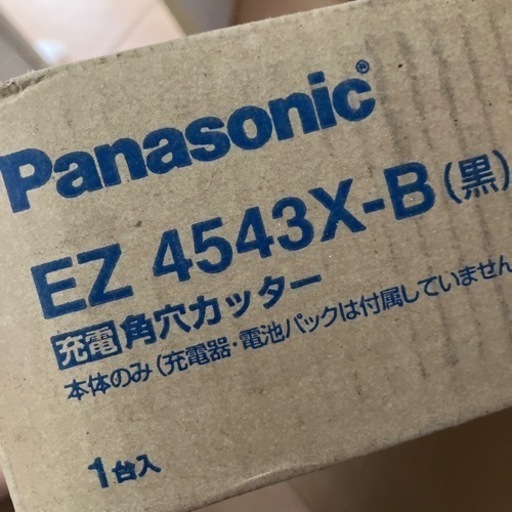 Panasonic®
EZ 4543X-B(黒)
充電 角穴カッター
本体のみ(充電器・電池パックは付属していません
1台入